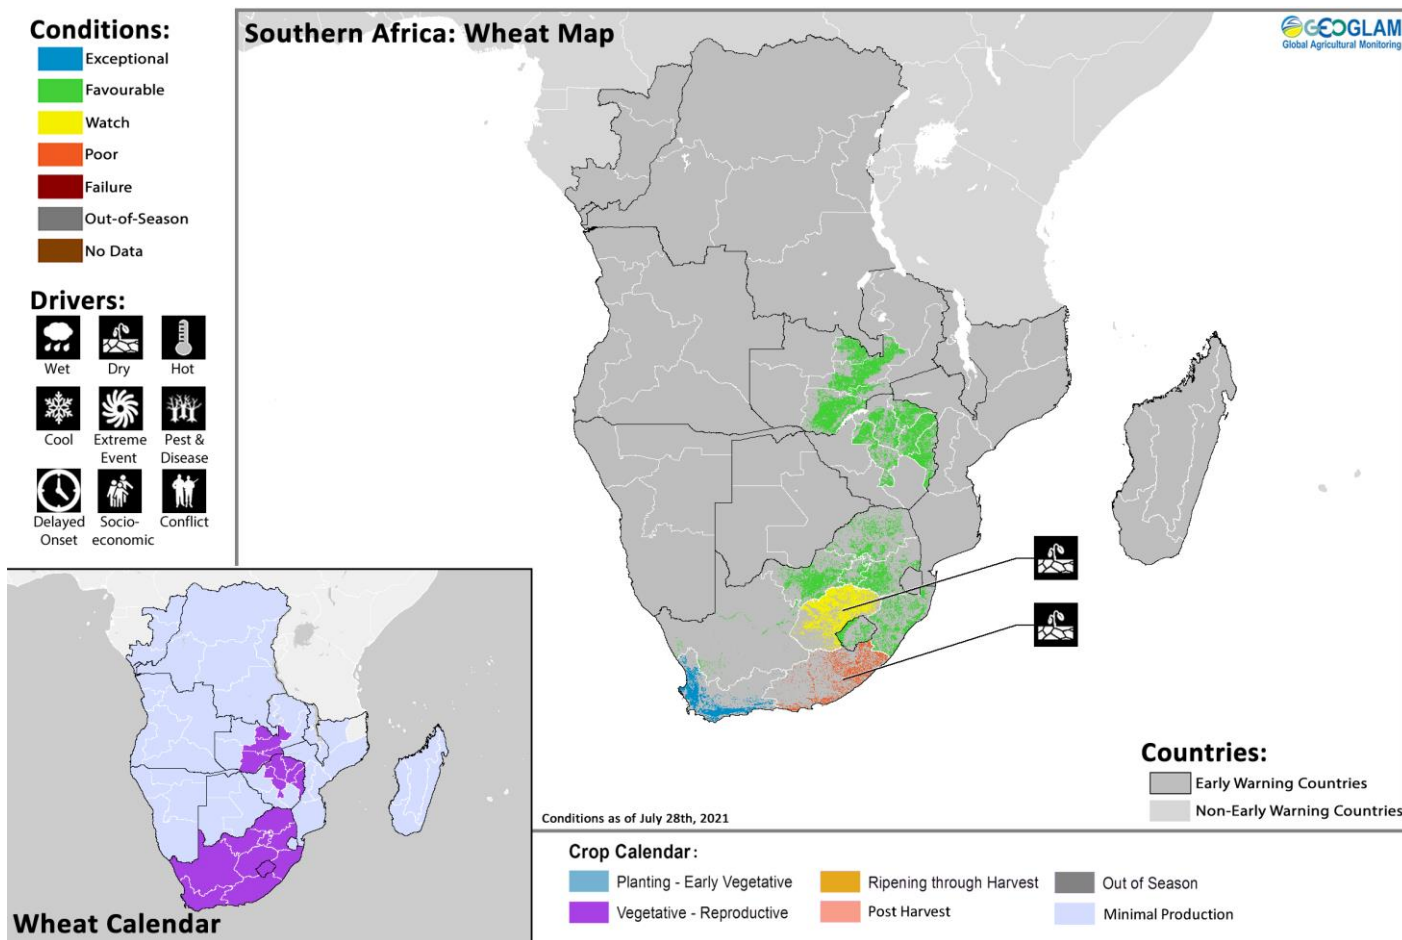 Conditions:
Exceptional
Favourable
Watch
Poor
Failure
Out-of-Season
No Data
Drivers:
Wet
Dry
Hot
Cool
Extreme
Event
Pest &
Disease
Delayed
Onset
Socio-
economic
Conflict
Southern Africa: Wheat Map
GEOGLAM
Global Agricultural Monitoring
Countries:
Early Warning Countries
Non-Early Warning Countries
Conditions as of July 28th, 2021
Wheat Calendar
Crop Calendar:
Planting - Early Vegetative
Vegetative - Reproductive
Ripening through Harvest
Post Harvest
Out of Season
Minimal Production